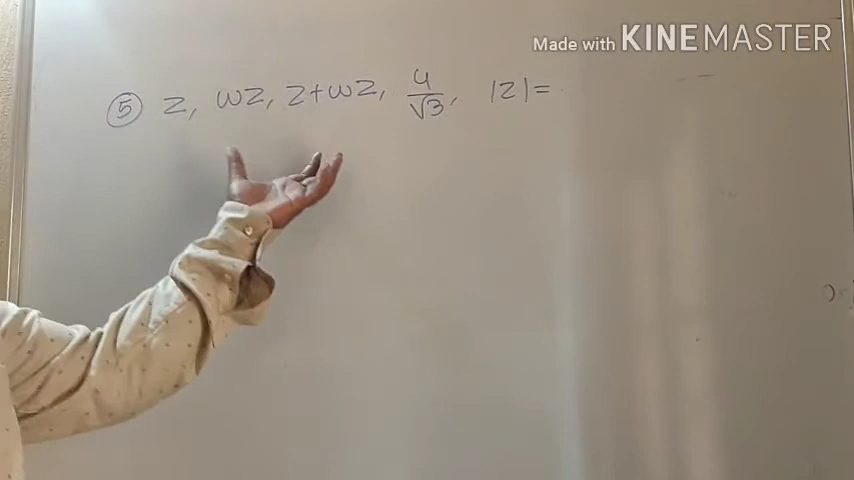 Made with KINEMASTER
⑤ z, ωz, z+ωz, 4/√3, |z|=